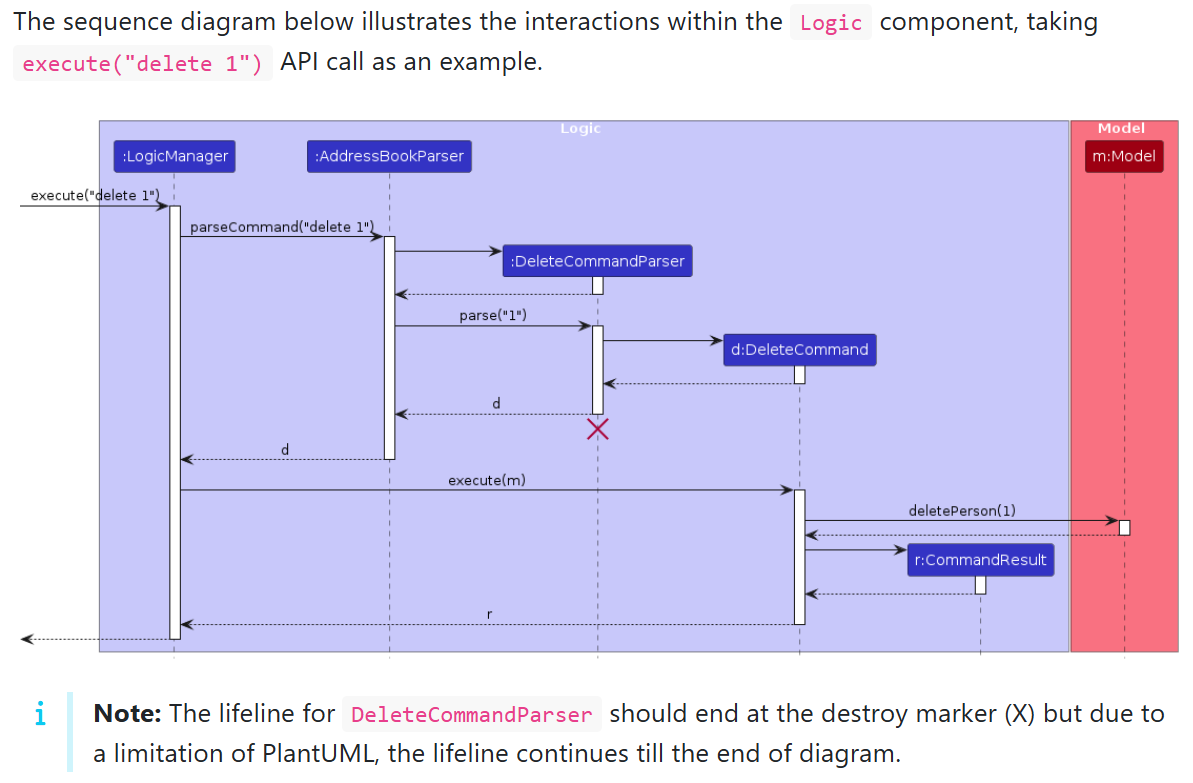 The sequence diagram below illustrates the interactions within the Logic component, taking
execute("delete 1") API call as an example.
Logic
Model
:LogicManager
:AddressBookParser
m:Model
execute("delete 1")
parseCommand("delete 1")
:DeleteCommandParser
parse("1")
d:DeleteCommand
d
d
execute(m)
deletePerson(1)
r:CommandResult
r
i
Note: The lifeline for DeleteCommandParser should end at the destroy marker (X) but due to
a limitation of PlantUML, the lifeline continues till the end of diagram.